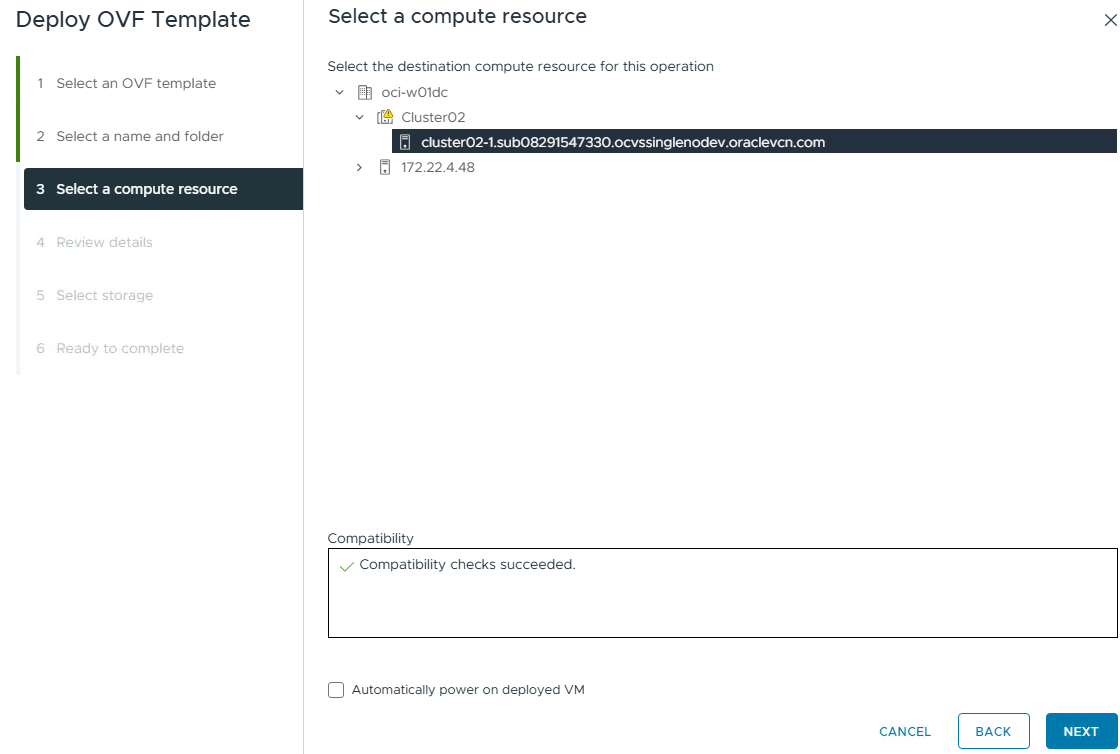 Deploy OVF Template
1 Select an OVF template
2 Select a name and folder
3 Select a compute resource
4 Review details
5 Select storage
6 Ready to complete
Select a compute resource
Select the destination compute resource for this operation
oci-w01dc
Cluster02
cluster02-1.sub08291547330.ocvssinglenodev.oraclevcn.com
172.22.4.48
Compatibility
Compatibility checks succeeded.
Automatically power on deployed VM
CANCEL BACK NEXT